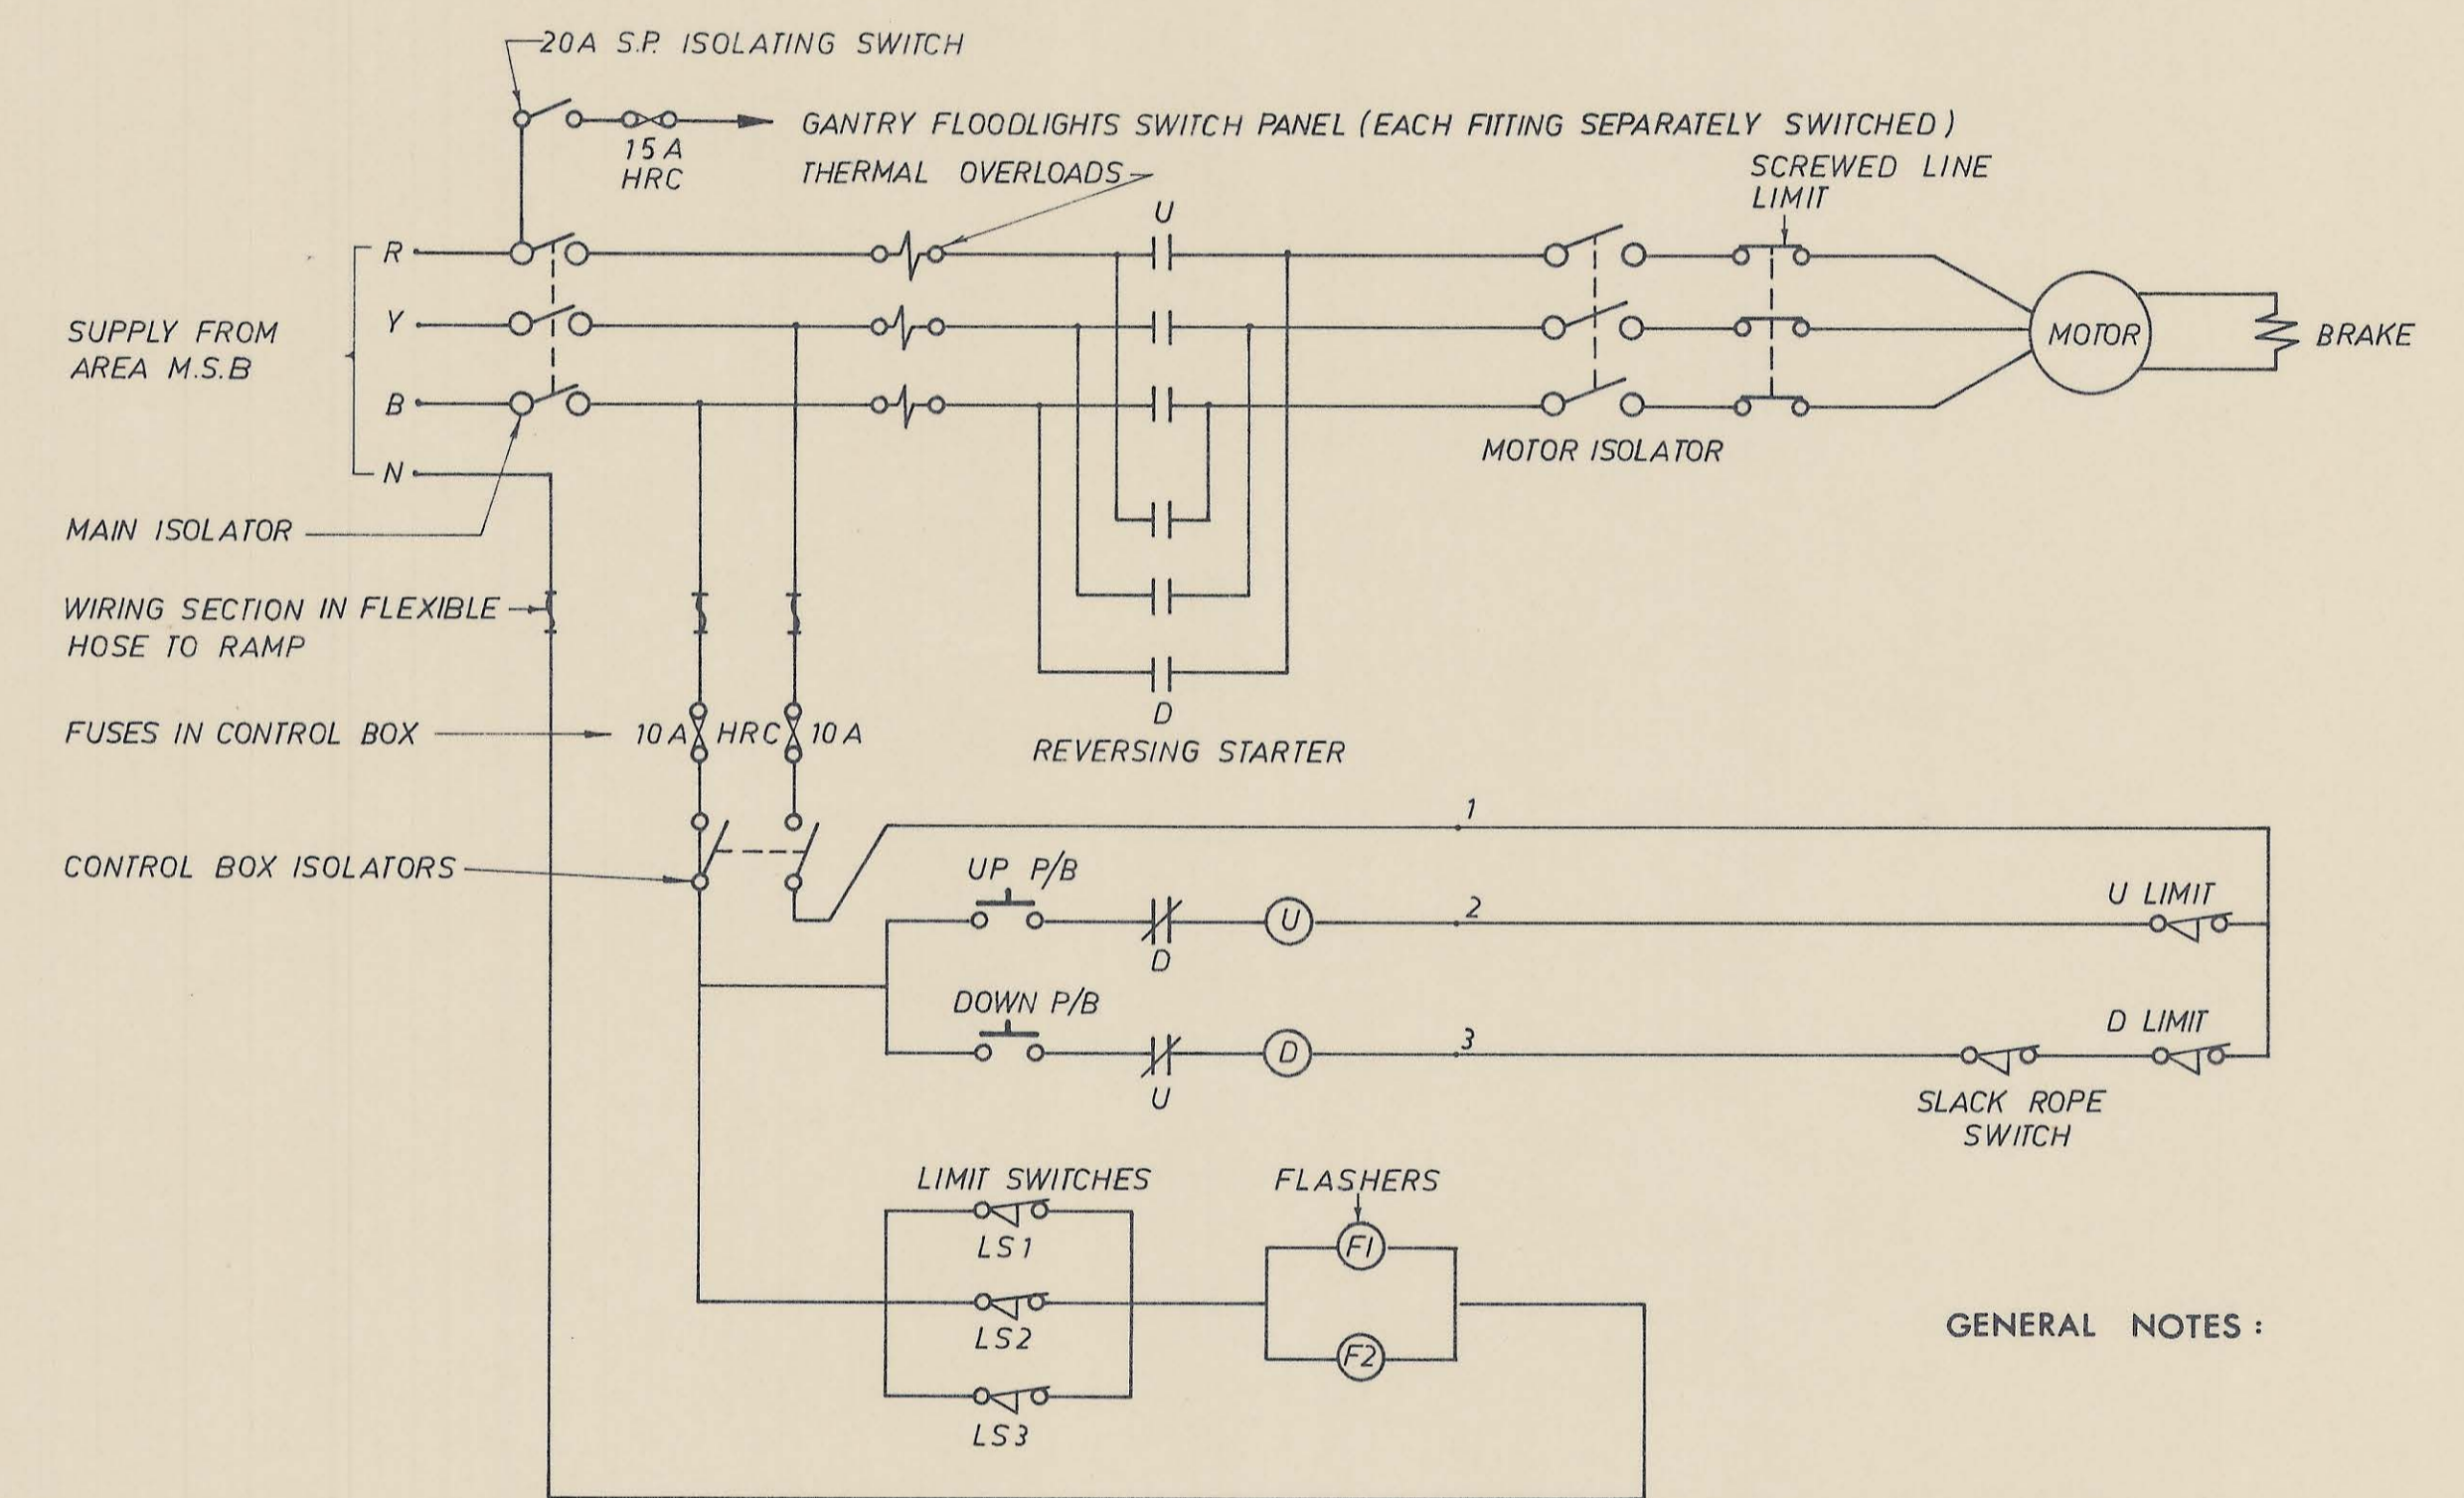 20A S.P. ISOLATING SWITCH
GANTRY FLOODLIGHTS SWITCH PANEL (EACH FITTING SEPARATELY SWITCHED)
15A
HRC
THERMAL OVERLOADS
SCREWED LINE
LIMIT
U
R
Y
B
N
SUPPLY FROM
AREA M.S.B
MOTOR
BRAKE
MOTOR ISOLATOR
MAIN ISOLATOR
WIRING SECTION IN FLEXIBLE
HOSE TO RAMP
D
REVERSING STARTER
FUSES IN CONTROL BOX
10A HRC 10A
1
CONTROL BOX ISOLATORS
UP P/B
D
U
2
U LIMIT
DOWN P/B
U
D
3
D LIMIT
SLACK ROPE
SWITCH
LIMIT SWITCHES
LS1
LS2
LS3
FLASHERS
F1
F2
GENERAL NOTES: